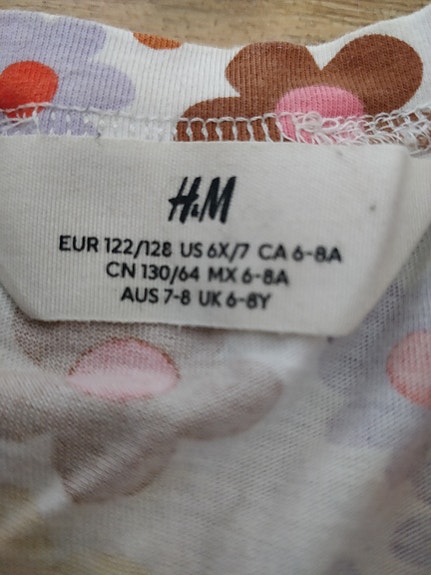 H&M
EUR 122/128 US 6X/7 CA 6-8A
CN 130/64 MX 6-8A
AUS 7-8 UK 6-8Y